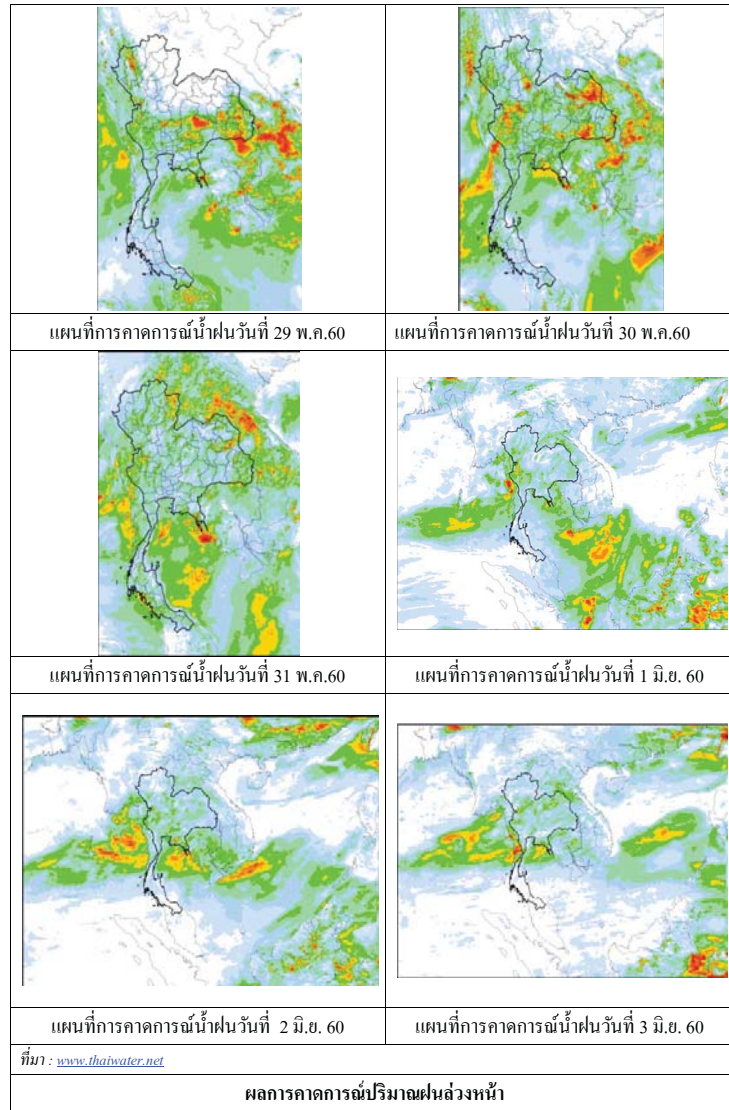 แผนที่การคาดการณ์น้ำฝนวันที่ 29 พ.ค.60
แผนที่การคาดการณ์น้ำฝนวันที่ 30 พ.ค.60
แผนที่การคาดการณ์น้ำฝนวันที่ 31 พ.ค.60
แผนที่การคาดการณ์น้ำฝนวันที่ 1 มิ.ย. 60
แผนที่การคาดการณ์น้ำฝนวันที่ 2 มิ.ย. 60
แผนที่การคาดการณ์น้ำฝนวันที่ 3 มิ.ย. 60
ที่มา : www.thaiwater.net
ผลการคาดการณ์ปริมาณฝนล่วงหน้า